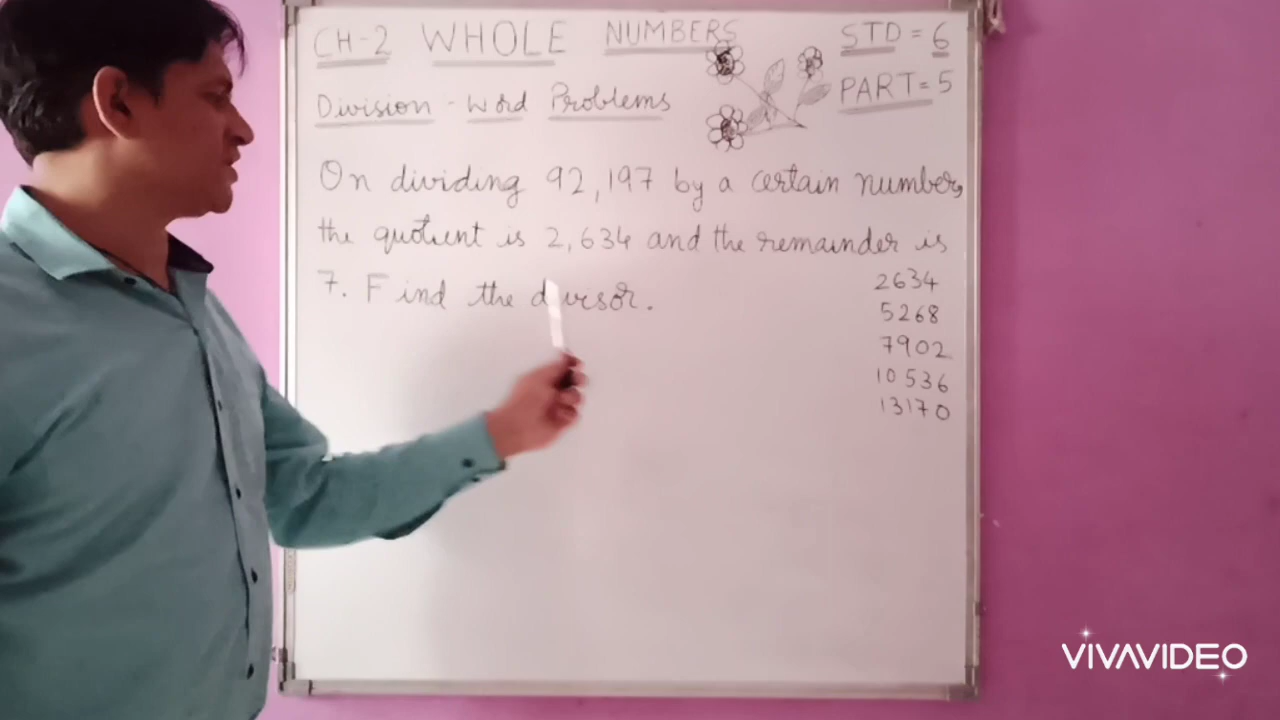 CH-2 WHOLE NUMBERS STD = 6
PART = 5
Division - Word Problems
On dividing 92,197 by a certain number,
the quotient is 2,634 and the remainder is
7. Find the divisor.
2634
5268
7902
10536
13170
VIVAVIDEO